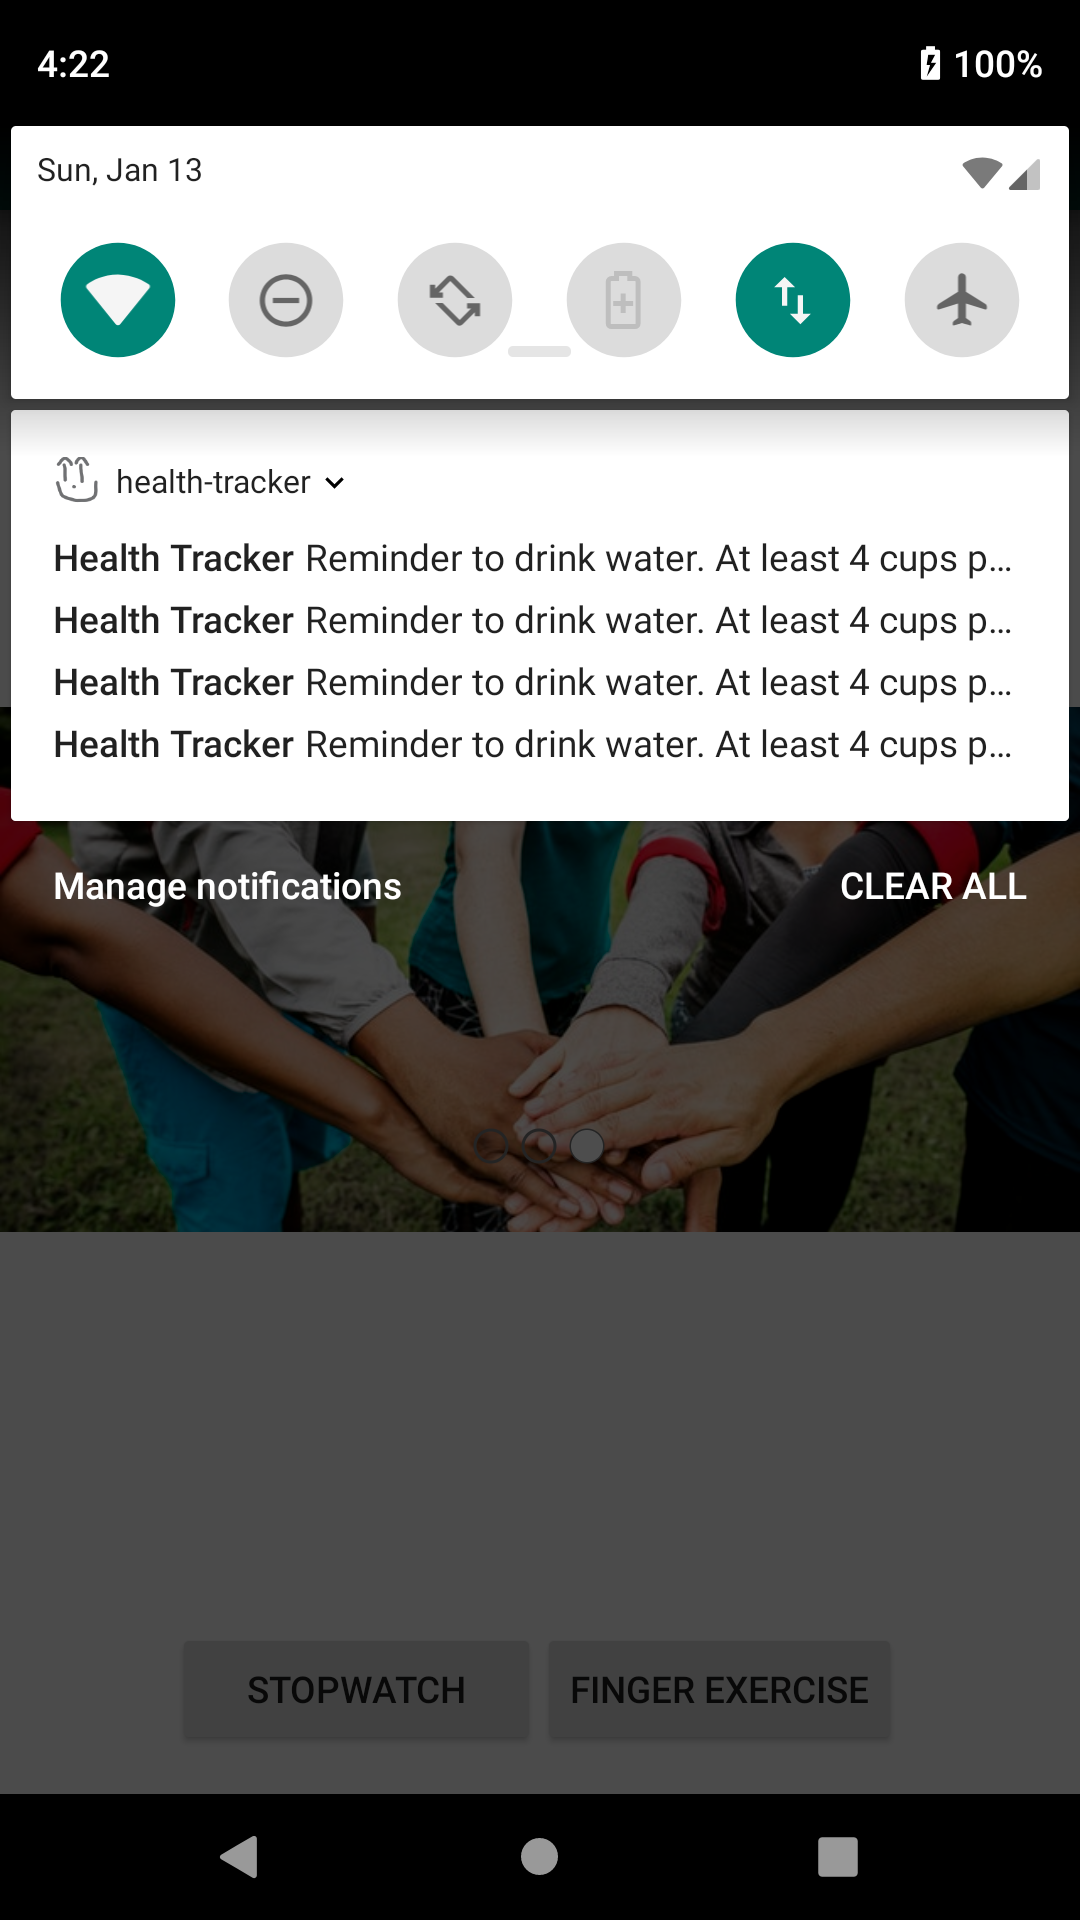 4:22
100%
Sun, Jan 13
health-tracker
Health Tracker Reminder to drink water. At least 4 cups p…
Health Tracker Reminder to drink water. At least 4 cups p…
Health Tracker Reminder to drink water. At least 4 cups p…
Health Tracker Reminder to drink water. At least 4 cups p…
Manage notifications
CLEAR ALL
STOPWATCH
FINGER EXERCISE